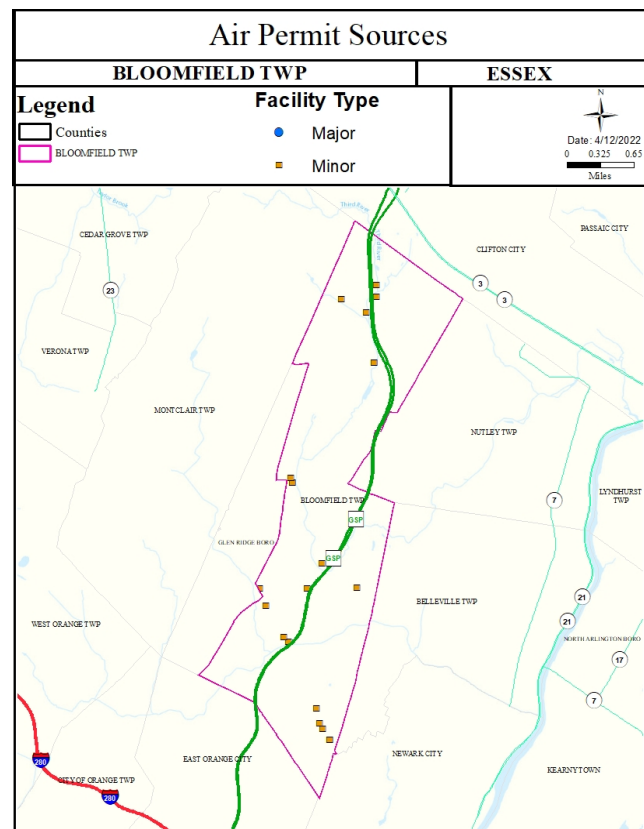 Air Permit Sources
BLOOMFIELD TWP
ESSEX
Legend
Counties
BLOOMFIELD TWP
Facility Type
Major
Minor
N
Date: 4/12/2022
0 0.325 0.65
Miles
Third River
CEDAR GROVE TWP
PASSAIC CITY
CLIFTON CITY
23
3
3
VERONA TWP
MONTCLAIR TWP
NUTLEY TWP
LYNDHURST
TWP
7
BLOOMFIELD TWP
GSP
GLEN RIDGE BORO
GSP
BELLEVILLE TWP
21
WEST ORANGE TWP
21
NORTH ARLINGTON BORO
17
7
EAST ORANGE CITY
NEWARK CITY
280
CITY OF ORANGE TWP
KEARNY TOWN
280